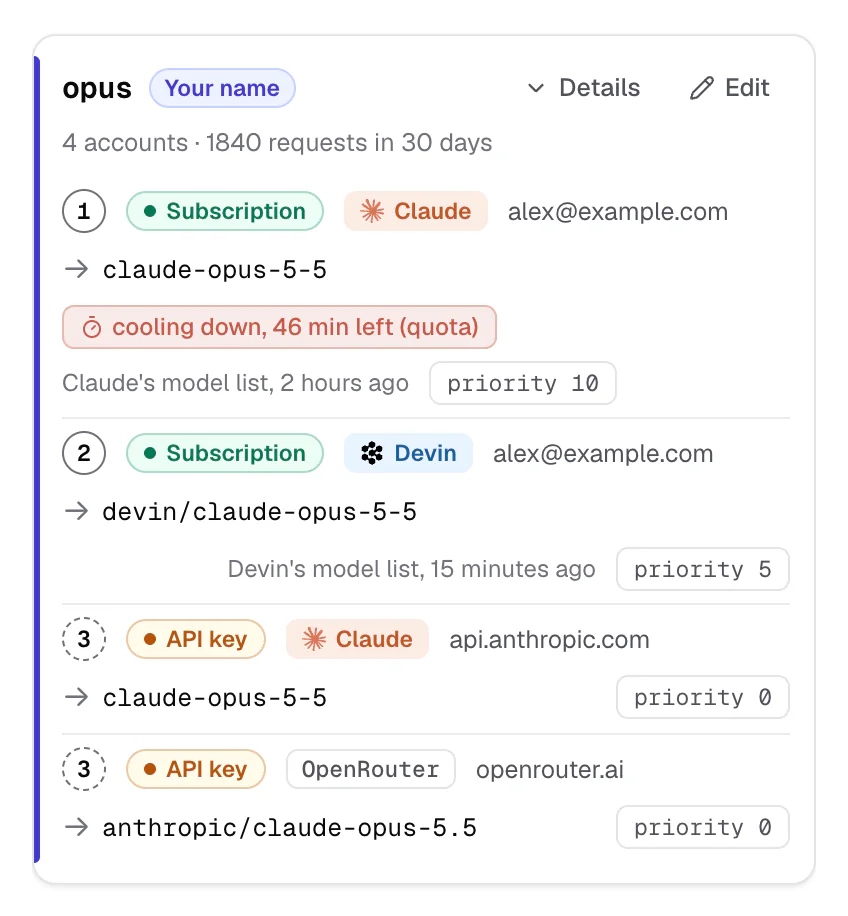 opus Your name Details Edit
4 accounts · 1840 requests in 30 days
1 Subscription Claude alex@example.com
→ claude-opus-5-5
cooling down, 46 min left (quota)
Claude's model list, 2 hours ago priority 10
2 Subscription Devin alex@example.com
→ devin/claude-opus-5-5
Devin's model list, 15 minutes ago priority 5
3 API key Claude api.anthropic.com
→ claude-opus-5-5 priority 0
3 API key OpenRouter openrouter.ai
→ anthropic/claude-opus-5.5 priority 0